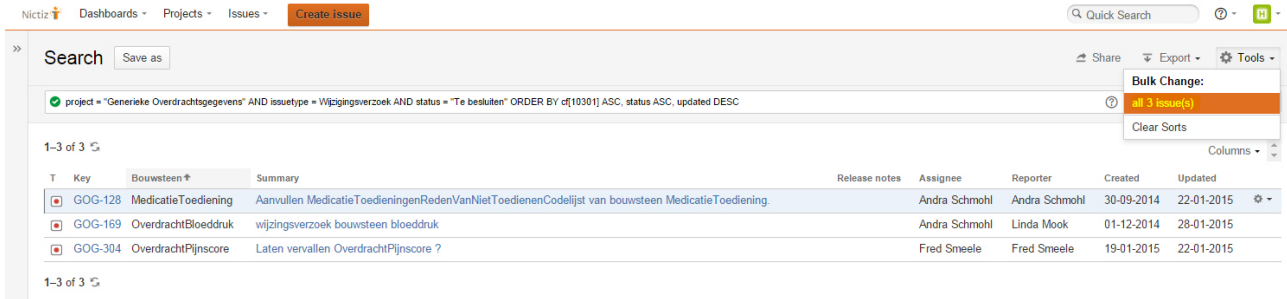 Nictiz Dashboards Projects Issues Create issue Quick Search H
Search Save as Share Export Tools
Bulk Change:
project = "Generieke Overdrachtsgegevens" AND issuetype = Wijzigingsverzoek AND status = "Te besluiten" ORDER BY cf[10301] ASC, status ASC, updated DESC all 3 issue(s)
Clear Sorts
1–3 of 3 Columns
T Key Bouwsteen Summary Release notes Assignee Reporter Created Updated
GOG-128 MedicatieToediening Aanvullen MedicatieToedieningenRedenVanNietToedienenCodelijst van bouwsteen MedicatieToediening. Andra Schmohl Andra Schmohl 30-09-2014 22-01-2015
GOG-169 OverdrachtBloeddruk wijzingsverzoek bouwsteen bloeddruk Andra Schmohl Linda Mook 01-12-2014 28-01-2015
GOG-304 OverdrachtPijnscore Laten vervallen OverdrachtPijnscore ? Fred Smeele Fred Smeele 19-01-2015 22-01-2015
1–3 of 3